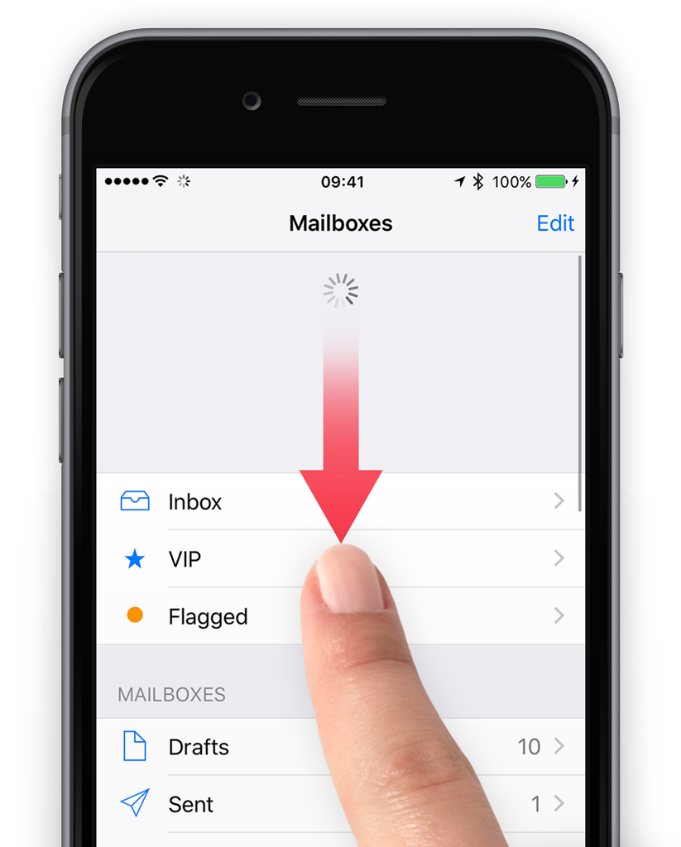 09:41 100%
Mailboxes Edit
Inbox
VIP
Flagged
MAILBOXES
Drafts 10
Sent 1